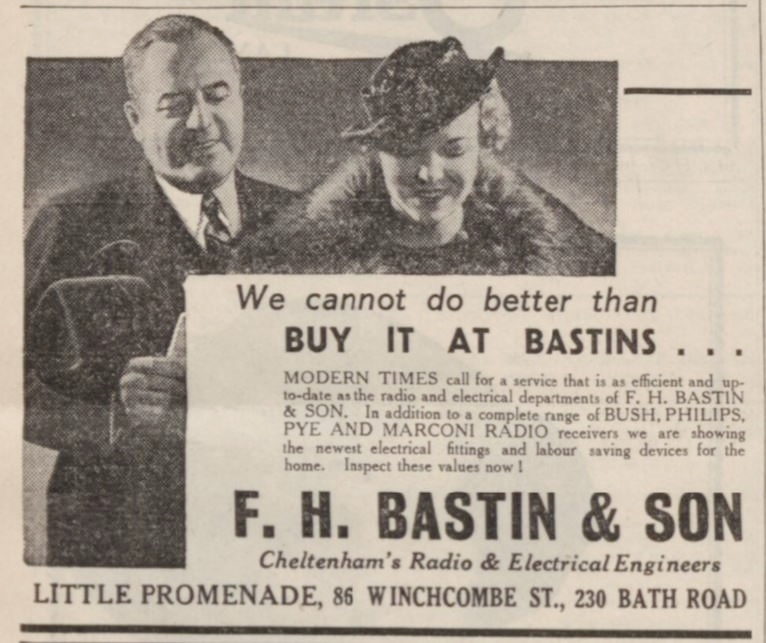 We cannot do better than
BUY IT AT BASTINS . . .
MODERN TIMES call for a service that is as efficient and up-
to-date as the radio and electrical departments of F. H. BASTIN
& SON. In addition to a complete range of BUSH, PHILIPS,
PYE AND MARCONI RADIO receivers we are showing
the newest electrical fittings and labour saving devices for the
home. Inspect these values now !
F. H. BASTIN & SON
Cheltenham's Radio & Electrical Engineers
LITTLE PROMENADE, 86 WINCHCOMBE ST., 230 BATH ROAD